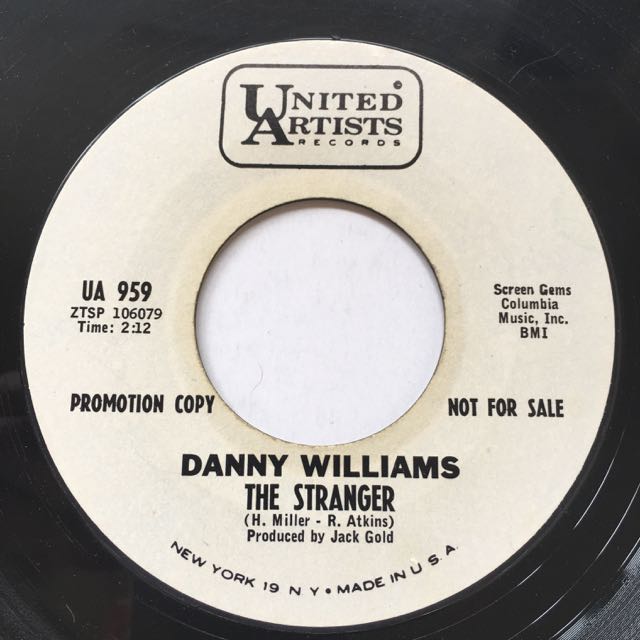 UNITED ©
ARTISTS
RECORDS
UA 959
ZTSP 106079
Time: 2:12
Screen Gems
Columbia
Music, Inc.
BMI
PROMOTION COPY
NOT FOR SALE
DANNY WILLIAMS
THE STRANGER
(H. Miller - R. Atkins)
Produced by Jack Gold
NEW YORK 19 N Y • MADE IN U S A.